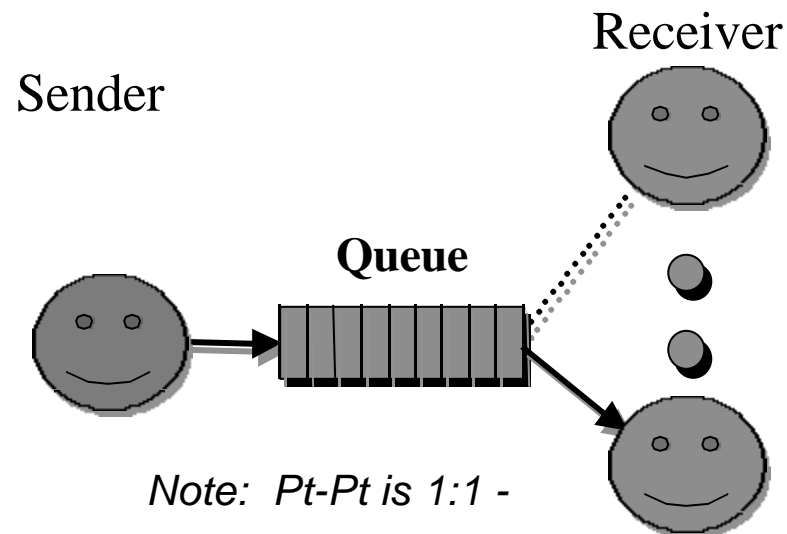 Receiver
Sender
Queue
Note: Pt-Pt is 1:1 -